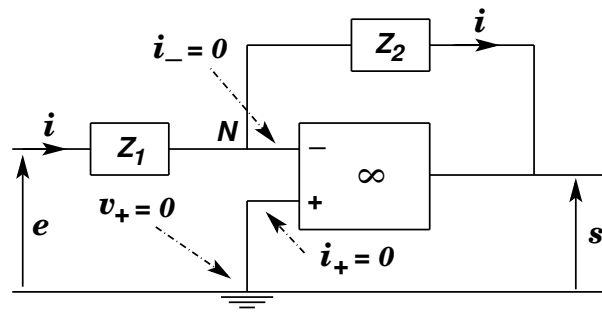 i_ = 0
Z2
i
i
Z1
N
−
∞
v+ = 0
+
e
i+ = 0
s